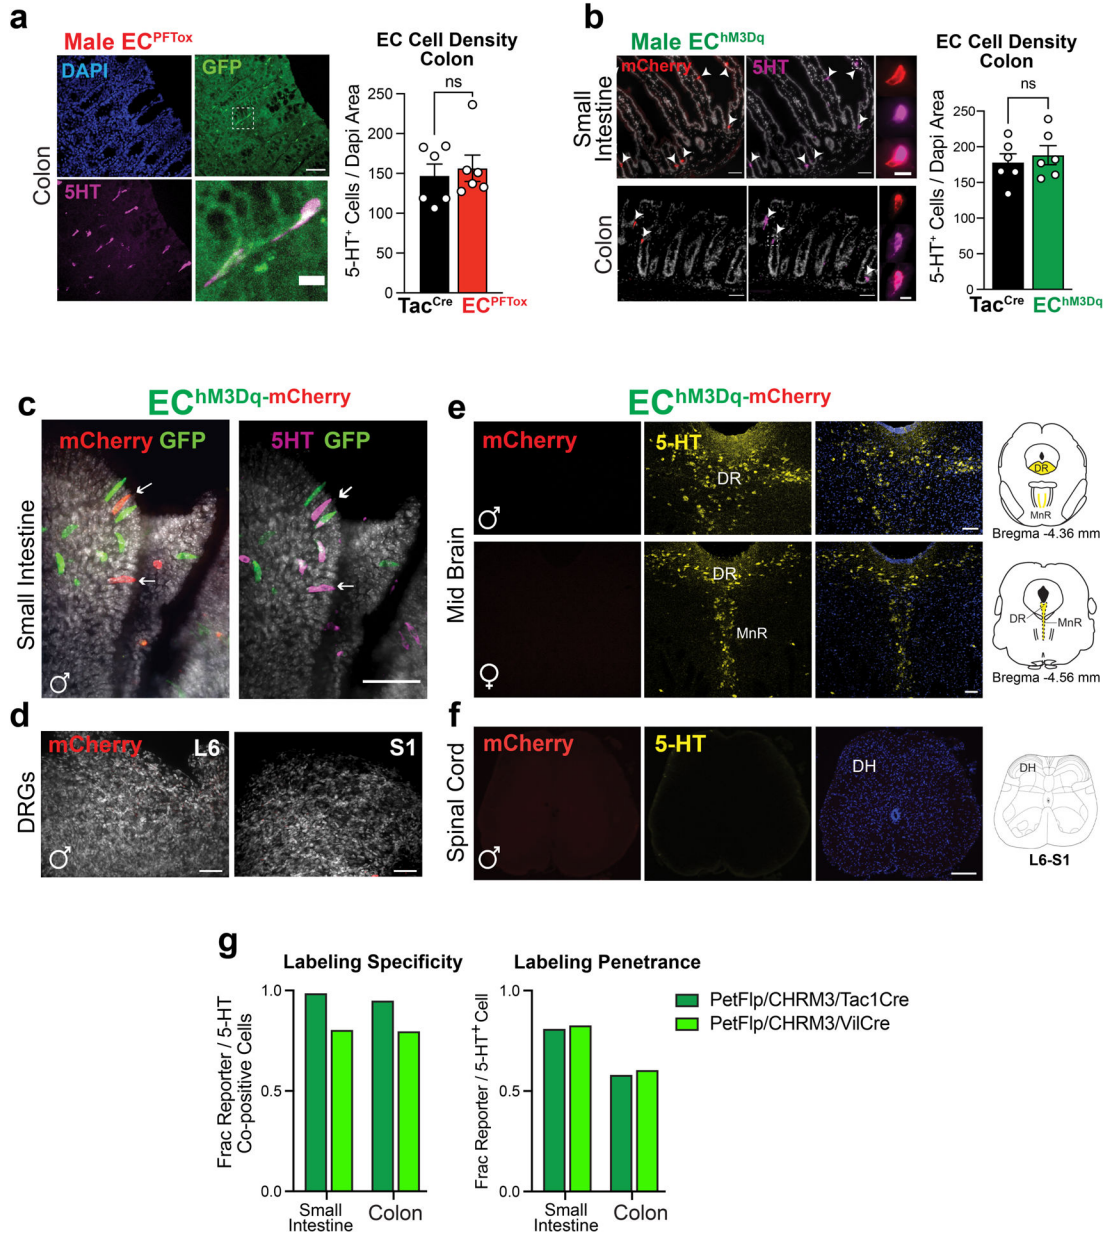 a
Male EC^PFTox
DAPI
GFP
5HT
Colon
EC Cell Density
Colon
ns
5-HT⁺ Cells / Dapi Area
250
200
150
100
50
0
Tac^Cre
EC^PFTox
b
Male EC^hM3Dq
mCherry
5HT
Small
Intestine
Colon
EC Cell Density
Colon
ns
5-HT⁺ Cells / Dapi Area
250
200
150
100
50
0
Tac^Cre
EC^hM3Dq
c
EC^hM3Dq-mCherry
mCherry GFP
5HT GFP
Small Intestine
♂
d
mCherry
L6
S1
DRGs
♂
e
EC^hM3Dq-mCherry
mCherry
5-HT
DR
♂
DR
MnR
Bregma -4.36 mm
Mid Brain
DR
MnR
♀
DR
MnR
Bregma -4.56 mm
f
mCherry
5-HT
DH
Spinal Cord
♂
DH
L6-S1
g
Labeling Specificity
Frac Reporter / 5-HT
Co-positive Cells
1.0
0.5
0.0
Small
Intestine
Colon
Labeling Penetrance
Frac Reporter / 5-HT⁺ Cell
1.0
0.5
0.0
Small
Intestine
Colon
PetFlp/CHRM3/Tac1Cre
PetFlp/CHRM3/VilCre